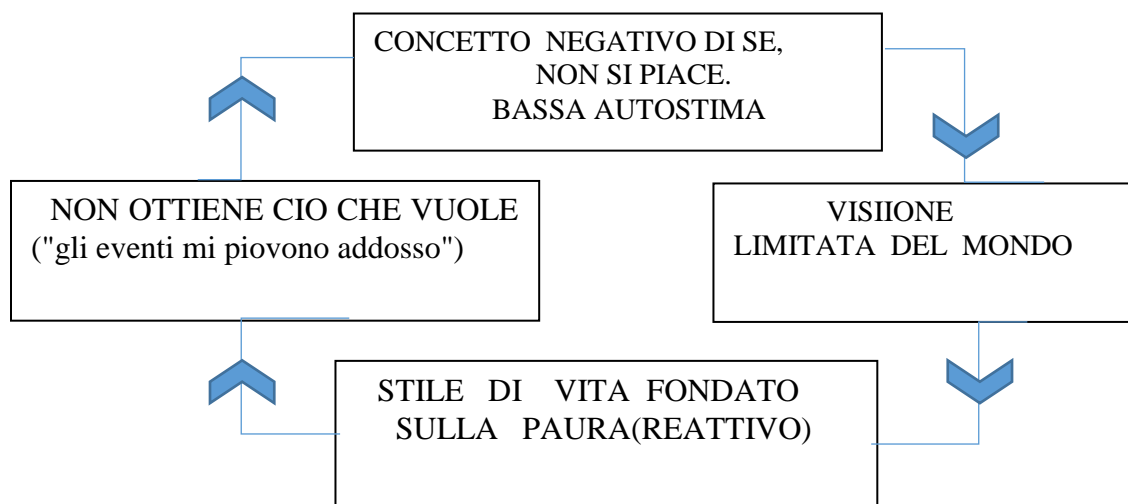 CONCETTO NEGATIVO DI SE,
NON SI PIACE.
BASSA AUTOSTIMA
NON OTTIENE CIO CHE VUOLE
("gli eventi mi piovono addosso")
VISIIONE
LIMITATA DEL MONDO
STILE DI VITA FONDATO
SULLA PAURA(REATTIVO)